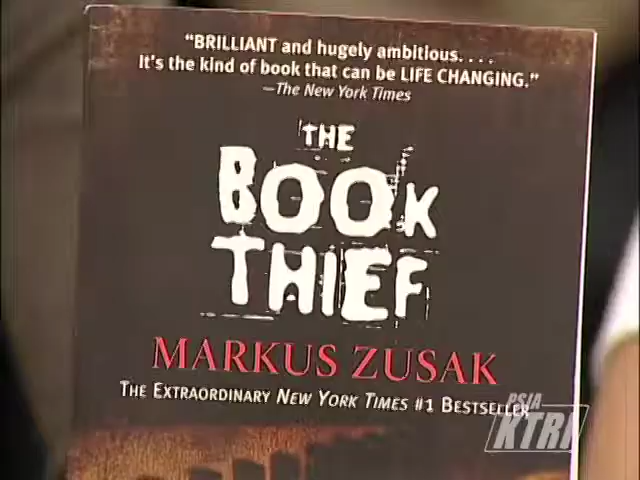 "BRILLIANT and hugely ambitious. . . .
It's the kind of book that can be LIFE CHANGING."
—The New York Times
THE
BOOK
THIEF
MARKUS ZUSAK
THE EXTRAORDINARY NEW YORK TIMES #1 BESTSELLER
PSJA
KTRI